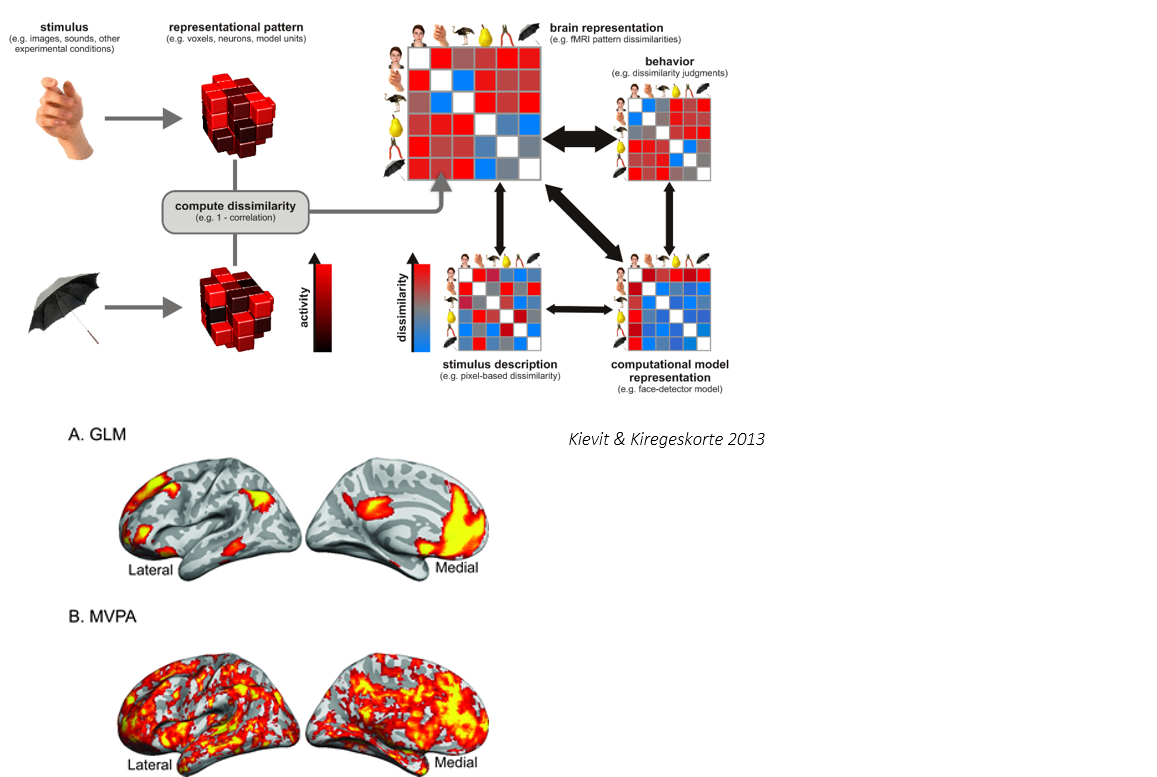 stimulus
(e.g. images, sounds, other
experimental conditions)
representational pattern
(e.g. voxels, neurons, model units)
brain representation
(e.g. fMRI pattern dissimilarities)
behavior
(e.g. dissimilarity judgments)
compute dissimilarity
(e.g. 1 - correlation)
activity
dissimilarity
stimulus description
(e.g. pixel-based dissimilarity)
computational model
representation
(e.g. face-detector model)
Kievit & Kiregeskorte 2013
A. GLM
Lateral
Medial
B. MVPA
Lateral
Medial